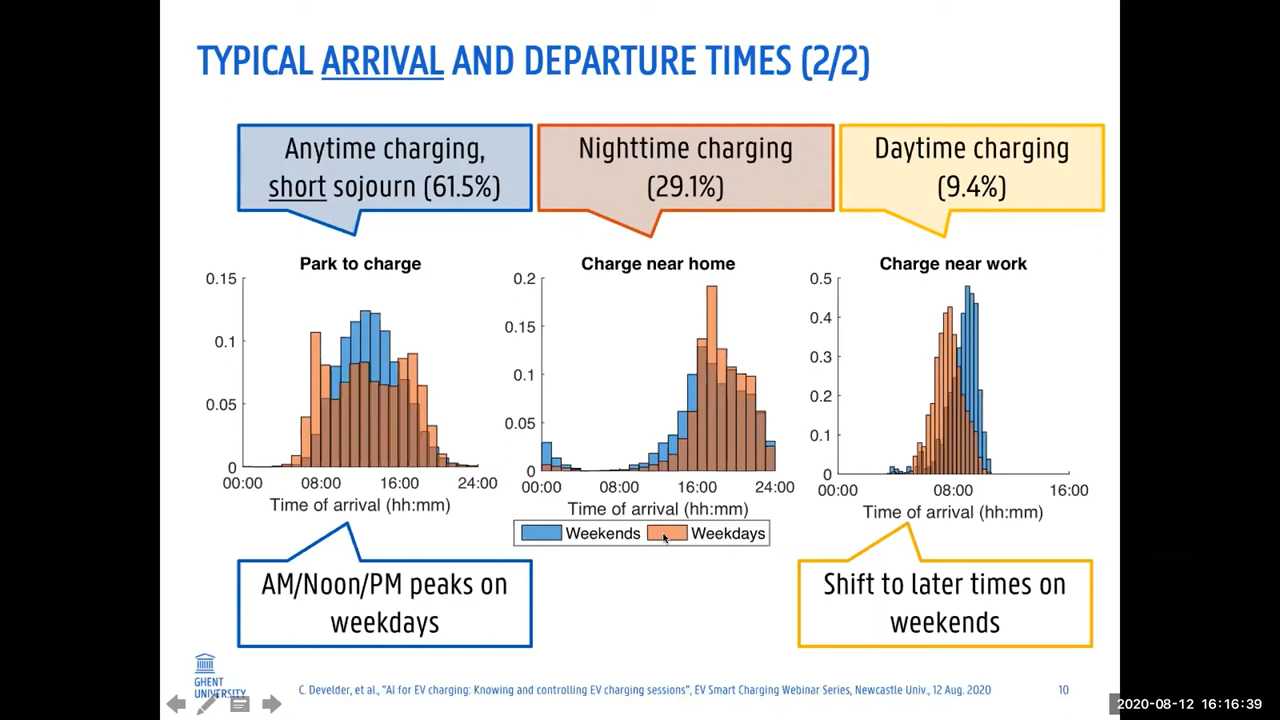 TYPICAL ARRIVAL AND DEPARTURE TIMES (2/2)
Anytime charging,
short sojourn (61.5%)
Nighttime charging
(29.1%)
Daytime charging
(9.4%)
Park to charge
0.15
0.1
0.05
0
00:00 08:00 16:00 24:00
Time of arrival (hh:mm)
Charge near home
0.2
0.15
0.1
0.05
0
00:00 08:00 16:00 24:00
Time of arrival (hh:mm)
Charge near work
0.5
0.4
0.3
0.2
0.1
0
00:00 08:00 16:00
Time of arrival (hh:mm)
Weekends Weekdays
AM/Noon/PM peaks on
weekdays
Shift to later times on
weekends
GHENT
UNIVERSITY
C. Develder, et al., "AI for EV charging: Knowing and controlling EV charging sessions", EV Smart Charging Webinar Series, Newcastle Univ., 12 Aug. 2020
10
2020-08-12 16:16:39